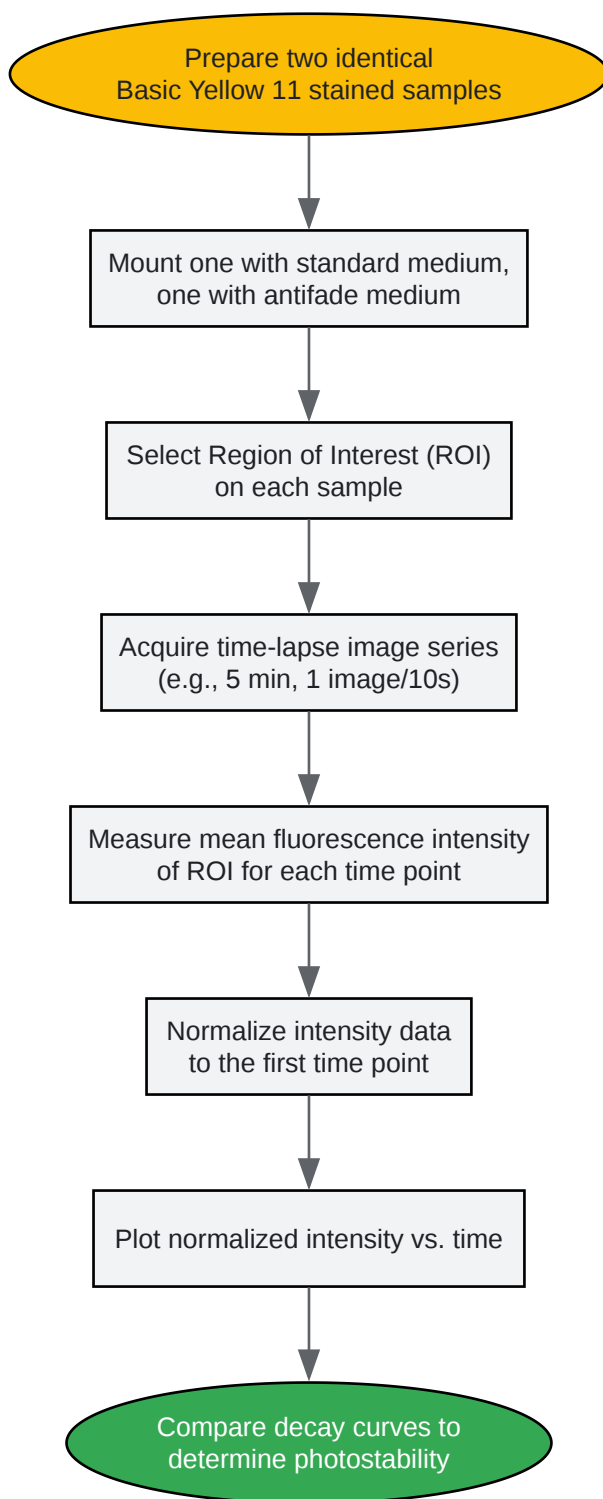 Prepare two identical
Basic Yellow 11 stained samples
Mount one with standard medium,
one with antifade medium
Select Region of Interest (ROI)
on each sample
Acquire time-lapse image series
(e.g., 5 min, 1 image/10s)
Measure mean fluorescence intensity
of ROI for each time point
Normalize intensity data
to the first time point
Plot normalized intensity vs. time
Compare decay curves to
determine photostability